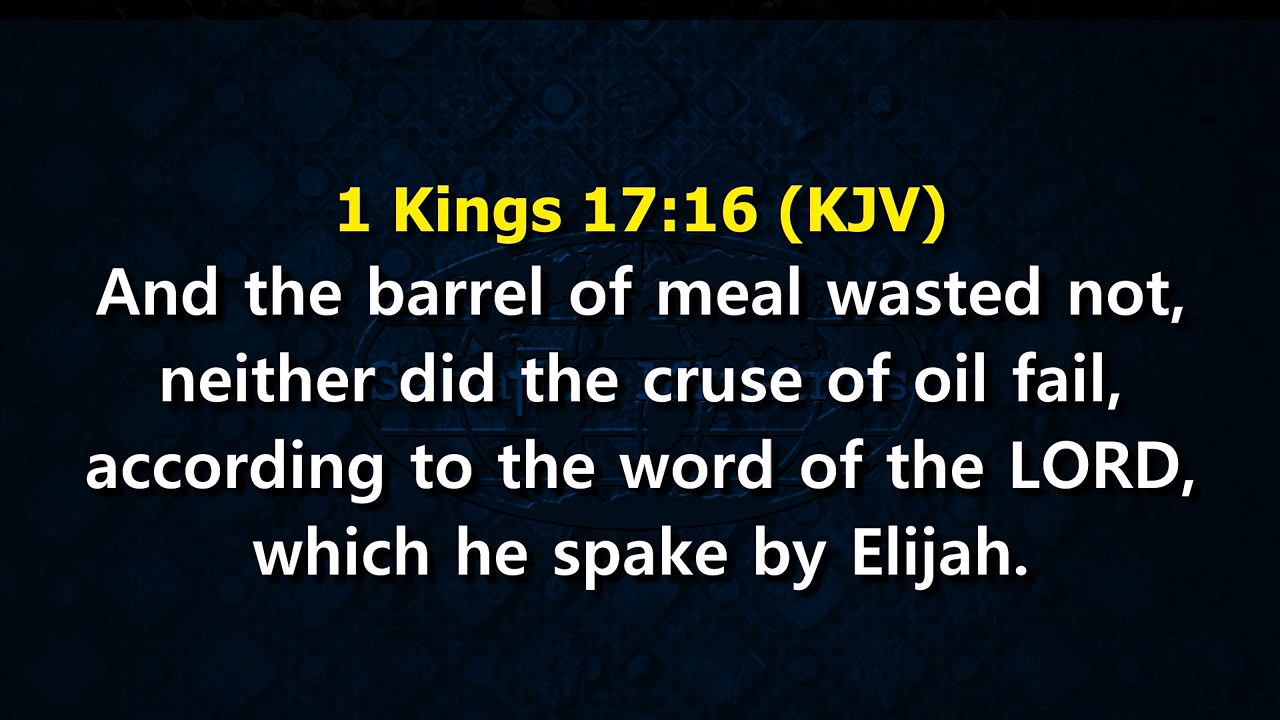 1 Kings 17:16 (KJV)
And the barrel of meal wasted not,
neither did the cruse of oil fail,
according to the word of the LORD,
which he spake by Elijah.